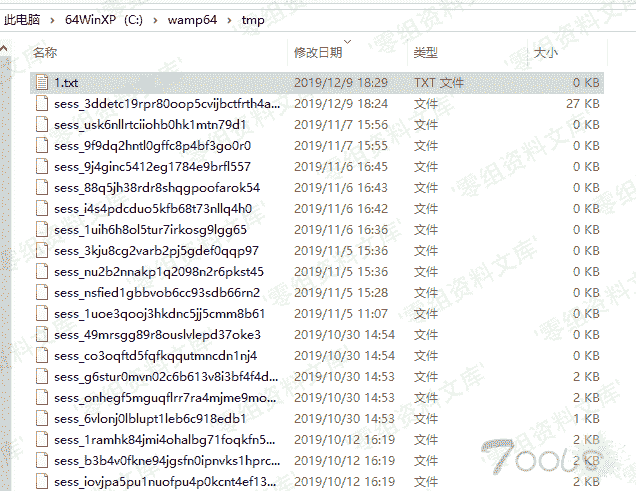 此电脑 > 64WinXP (C:) > wamp64 > tmp
名称 修改日期 类型 大小
1.txt 2019/12/9 18:29 TXT 文件 0 KB
sess_3ddetc19rpr80oop5cvijbctfrth4a... 2019/12/9 18:24 文件 27 KB
sess_usk6nllrtciiohb0hk1mtn79d1 2019/11/7 15:56 文件 0 KB
sess_9f9dq2hntl0gffc8p4bf3go0r0 2019/11/7 15:55 文件 0 KB
sess_9j4ginc5412eg1784e9brfl557 2019/11/6 16:45 文件 0 KB
sess_88q5jh38rdr8shqgpoofarok54 2019/11/6 16:43 文件 0 KB
sess_i4s4pdcduo5kfb68t73nllq4h0 2019/11/6 16:42 文件 0 KB
sess_1uih6h8ol5tur7irkosg9lgg65 2019/11/6 16:36 文件 0 KB
sess_3kju8cg2varb2pj5gdef0qqp97 2019/11/5 15:36 文件 0 KB
sess_nu2b2nnakp1q2098n2r6pkst45 2019/11/5 15:36 文件 0 KB
sess_nsfied1gbbvob6cc93sdb66rn2 2019/11/5 15:28 文件 0 KB
sess_1uoe3qooj3hkdnc5jj5cmm8b61 2019/11/5 11:07 文件 0 KB
sess_49mrsgg89r8ouslvlepd37oke3 2019/10/30 14:54 文件 0 KB
sess_co3oqftd5fqfkqqutmncdn1nj4 2019/10/30 14:54 文件 0 KB
sess_g6stur0mvn02c6b613v8i3bf4f4d... 2019/10/30 14:53 文件 2 KB
sess_onhegf5mguqflrr7ra4mjme9mo... 2019/10/30 14:53 文件 2 KB
sess_6vlonj0lblupt1leb6c918edb1 2019/10/30 14:53 文件 1 KB
sess_1ramhk84jmi4ohalbg71foqkfn5... 2019/10/12 16:19 文件 2 KB
sess_b3b4v0fkne94jgsfn0ipnvks1hprc... 2019/10/12 16:19 文件 2 KB
sess_iovjpa5pu1nuofpu4p0kcnt4ef13... 2019/10/12 16:19 文件 2 KB
'零组资料文库'
7ools